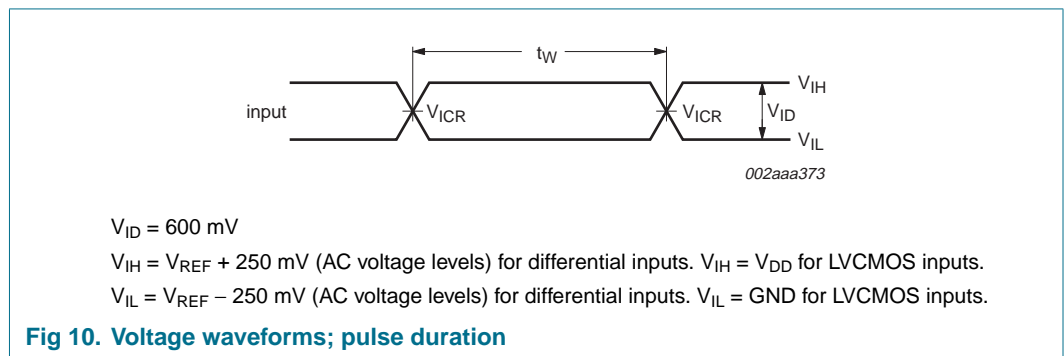 tW
input
VICR
VICR
VIH
VID
VIL
002aaa373
VID = 600 mV
VIH = VREF + 250 mV (AC voltage levels) for differential inputs. VIH = VDD for LVCMOS inputs.
VIL = VREF − 250 mV (AC voltage levels) for differential inputs. VIL = GND for LVCMOS inputs.
Fig 10. Voltage waveforms; pulse duration